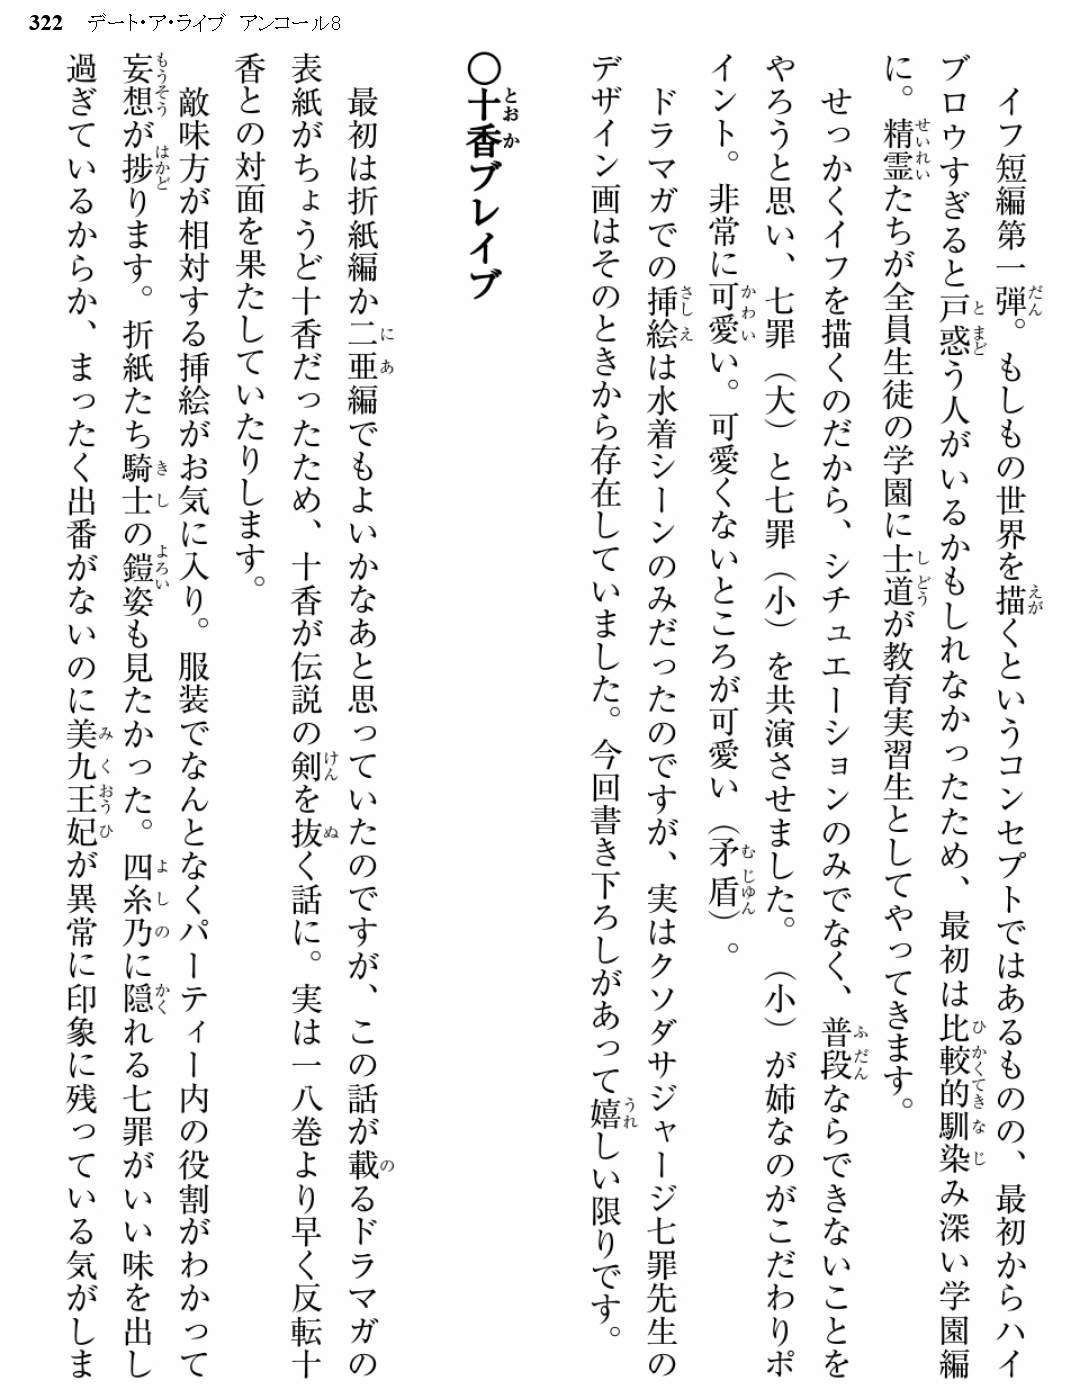 322 デート・ア・ライブ アンコール8
イフ短編第一弾。もしもの世界を描くというコンセプトではあるものの、最初からハイ
ブロウすぎると戸惑う人がいるかもしれなかったため、最初は比較的馴染み深い学園編
に。精霊たちが全員生徒の学園に士道が教育実習生としてやってきます。
せっかくイフを描くのだから、シチュエーションのみでなく、普段ならできないことを
やろうと思い、七罪（大）と七罪（小）を共演させました。（小）が姉なのがこだわりポ
イント。非常に可愛い。可愛くないところが可愛い（矛盾）。
ドラマガでの挿絵は水着シーンのみだったのですが、実はクソダサジャージ七罪先生の
デザイン画はそのときから存在していました。今回書き下ろしがあって嬉しい限りです。
〇十香ブレイブ
最初は折紙編か二亜編でもよいかなあと思っていたのですが、この話が載るドラマガの
表紙がちょうど十香だったため、十香が伝説の剣を抜く話に。実は一八巻より早く反転十
香との対面を果たしていたりします。
敵味方が相対する挿絵がお気に入り。服装でなんとなくパーティー内の役割がわかって
妄想が捗ります。折紙たち騎士の鎧姿も見たかった。四糸乃に隠れる七罪がいい味を出し
過ぎているからか、まったく出番がないのに美九王妃が異常に印象に残っている気がしま